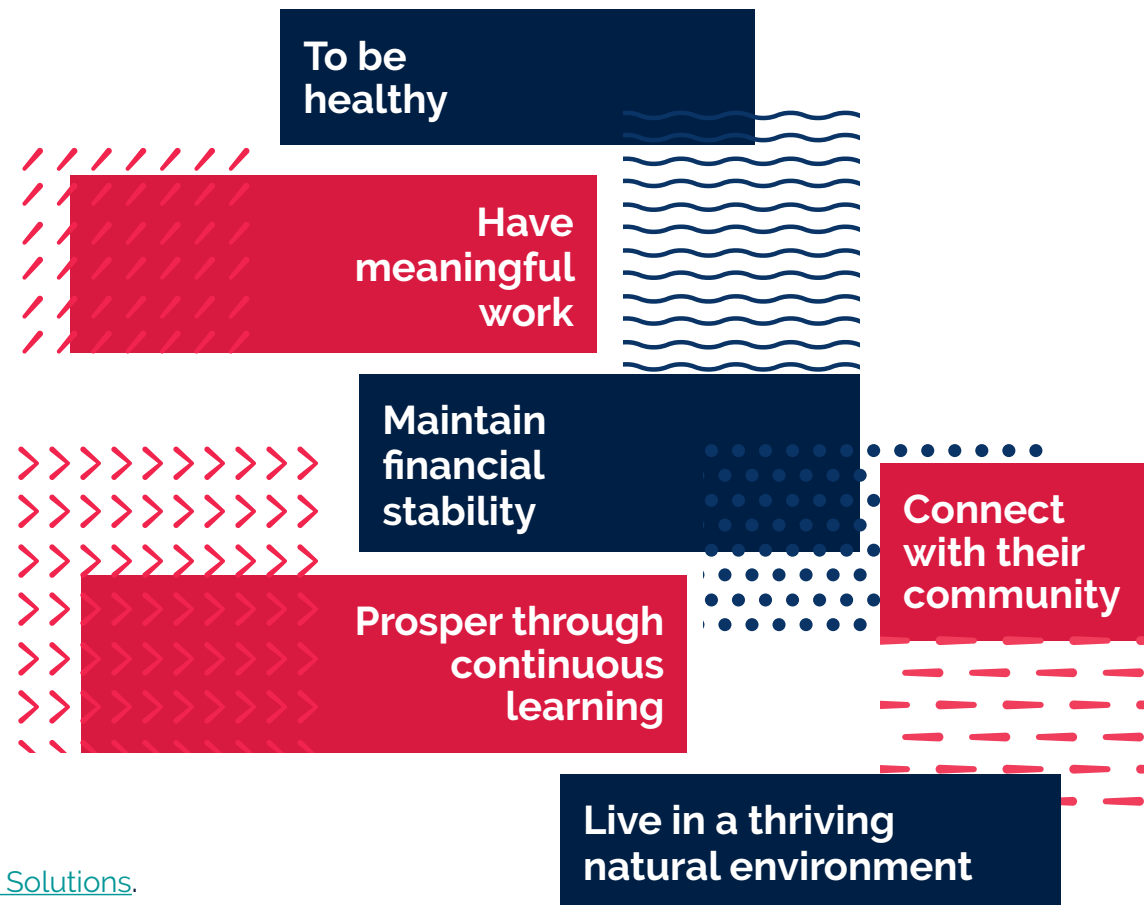 To be
healthy
Have
meaningful
work
Maintain
financial
stability
Connect
with their
community
Prosper through
continuous
learning
Live in a thriving
natural environment
Solutions.